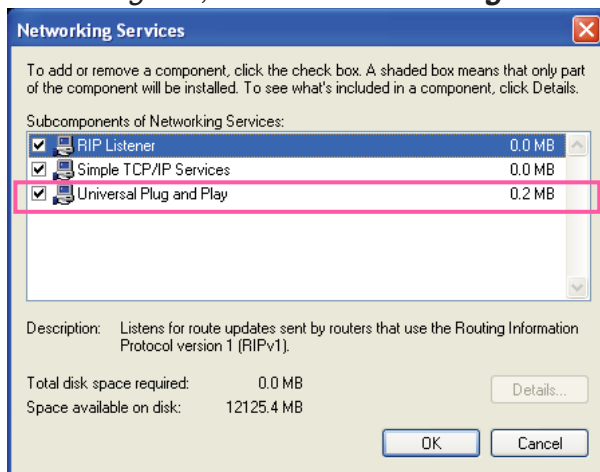 Networking Services
To add or remove a component, click the check box. A shaded box means that only part
of the component will be installed. To see what's included in a component, click Details.
Subcomponents of Networking Services:
RIP Listener 0.0 MB
Simple TCP/IP Services 0.0 MB
Universal Plug and Play 0.2 MB
Description: Listens for route updates sent by routers that use the Routing Information
Protocol version 1 (RIPv1).
Total disk space required: 0.0 MB
Space available on disk: 12125.4 MB
Details...
OK Cancel